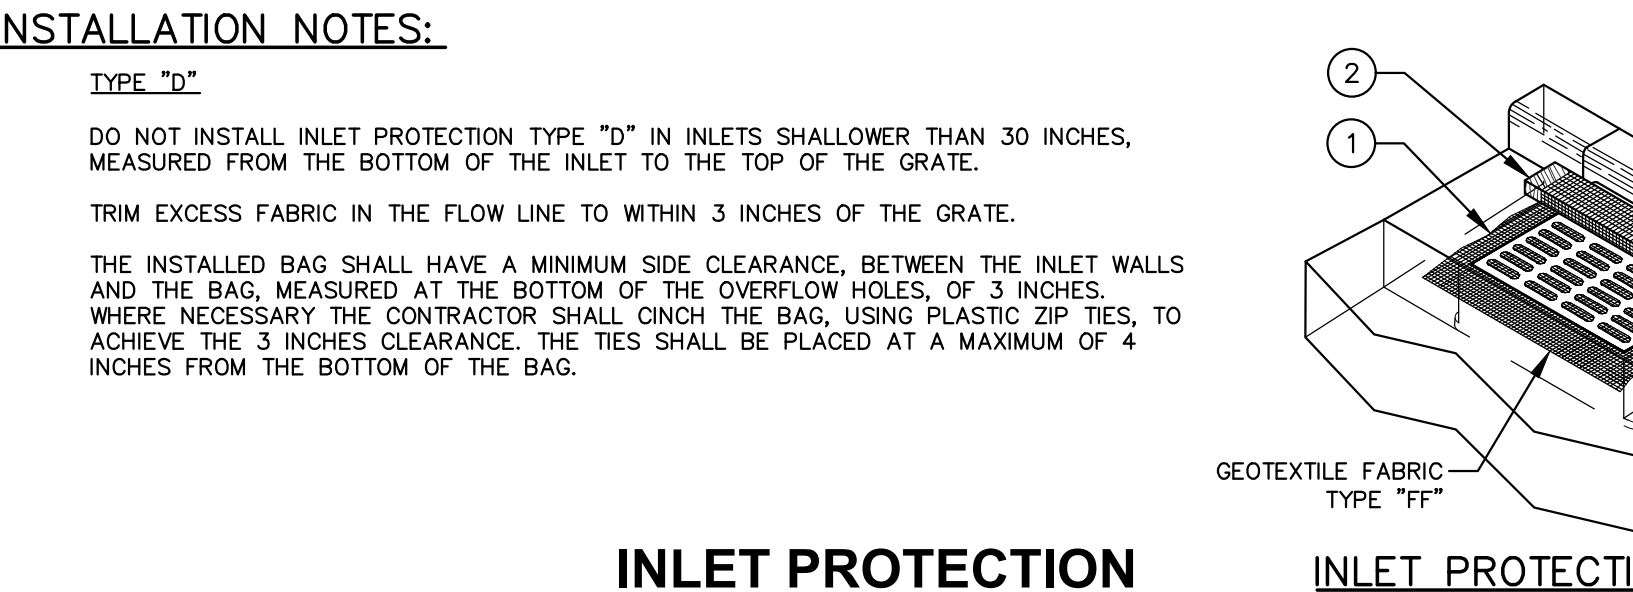 INSTALLATION NOTES:
TYPE "D"
DO NOT INSTALL INLET PROTECTION TYPE "D" IN INLETS SHALLOWER THAN 30 INCHES,
MEASURED FROM THE BOTTOM OF THE INLET TO THE TOP OF THE GRATE.
TRIM EXCESS FABRIC IN THE FLOW LINE TO WITHIN 3 INCHES OF THE GRATE.
THE INSTALLED BAG SHALL HAVE A MINIMUM SIDE CLEARANCE, BETWEEN THE INLET WALLS
AND THE BAG, MEASURED AT THE BOTTOM OF THE OVERFLOW HOLES, OF 3 INCHES.
WHERE NECESSARY THE CONTRACTOR SHALL CINCH THE BAG, USING PLASTIC ZIP TIES, TO
ACHIEVE THE 3 INCHES CLEARANCE. THE TIES SHALL BE PLACED AT A MAXIMUM OF 4
INCHES FROM THE BOTTOM OF THE BAG.
2
1
GEOTEXTILE FABRIC
TYPE "FF"
INLET PROTECTION
INLET PROTECTI